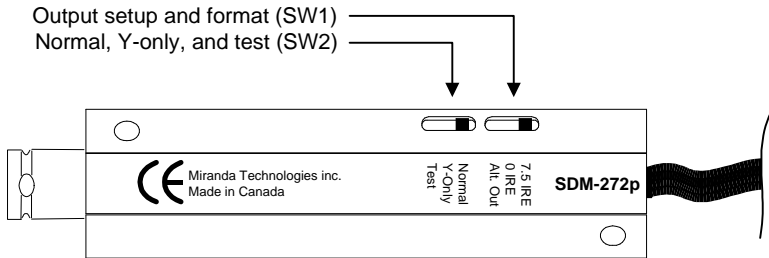 Output setup and format (SW1)
Normal, Y-only, and test (SW2)
CE Miranda Technologies inc.
Made in Canada
Normal
Y-Only
Test
7.5 IRE
0 IRE
Alt. Out
SDM-272p